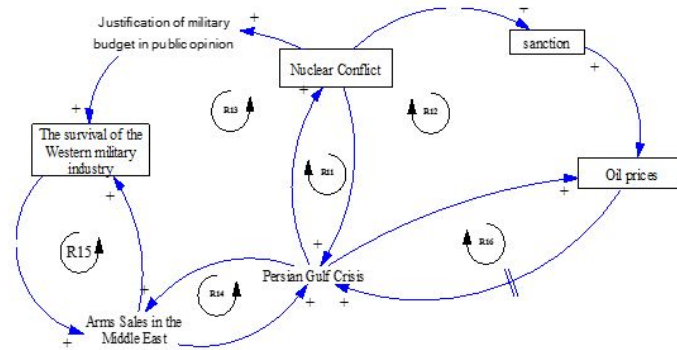 Justification of military
budget in public opinion
+
+
+
sanction
Nuclear Conflict
+
+
R13
R12
+
The survival of the
Western military
industry
+
R11
+
Oil prices
+
R15
+
R16
Persian Gulf Crisis
R14
+
+
+
+
Arms Sales in the
Middle East